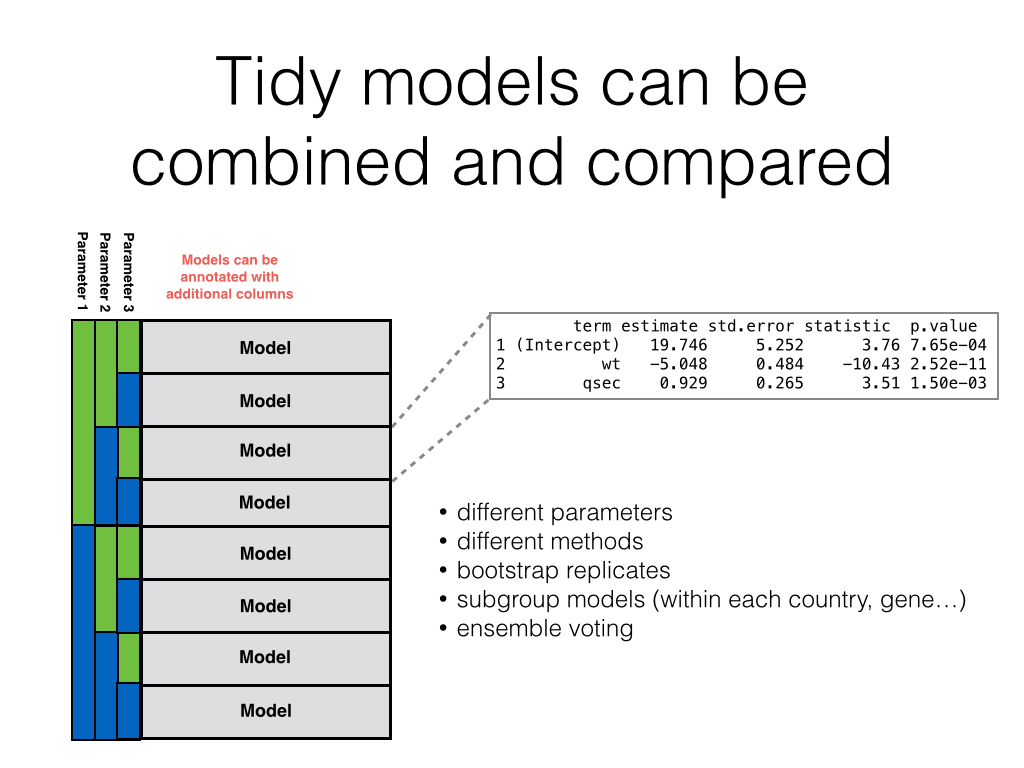 Tidy models can be
combined and compared
Parameter 1
Parameter 2
Parameter 3
Models can be
annotated with
additional columns
Model
Model
Model
Model
Model
Model
Model
Model
term estimate std.error statistic p.value
1 (Intercept) 19.746 5.252 3.76 7.65e−04
2 wt −5.048 0.484 −10.43 2.52e−11
3 qsec 0.929 0.265 3.51 1.50e−03
• different parameters
• different methods
• bootstrap replicates
• subgroup models (within each country, gene…)
• ensemble voting